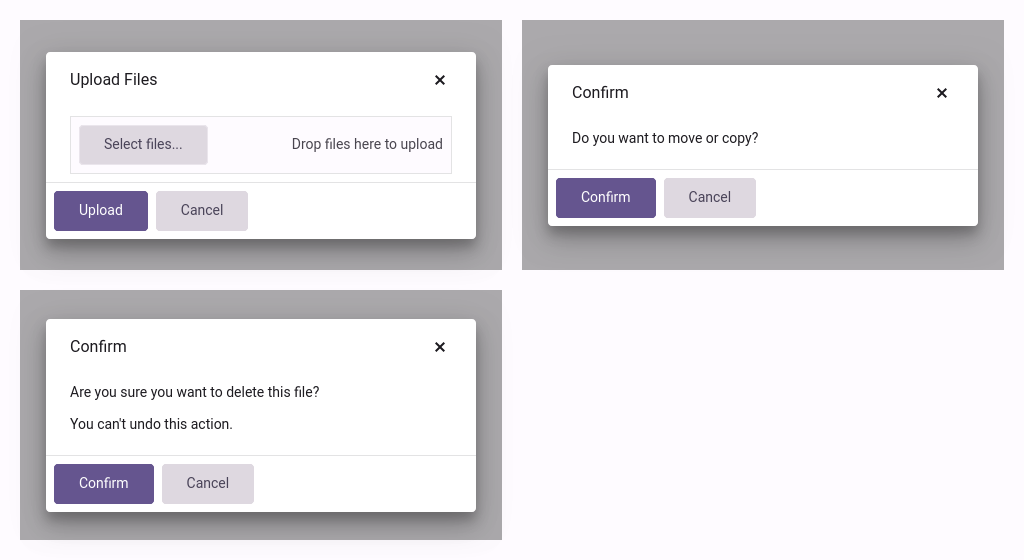 Upload Files
Select files...
Drop files here to upload
Upload
Cancel
Confirm
Do you want to move or copy?
Confirm
Cancel
Confirm
Are you sure you want to delete this file?
You can't undo this action.
Confirm
Cancel